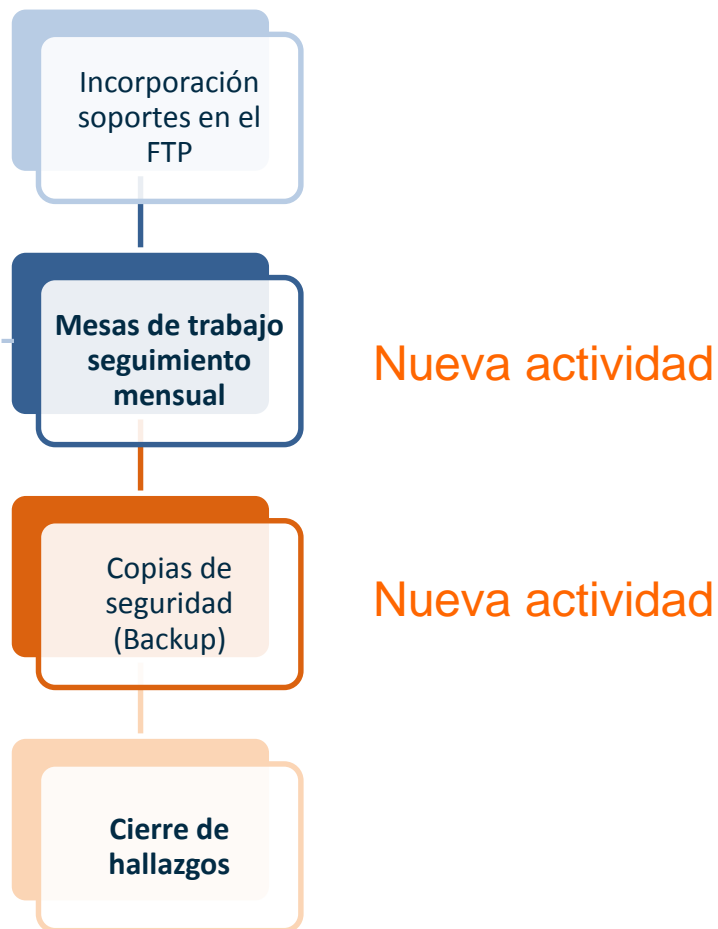 Incorporación
soportes en el
FTP
Mesas de trabajo
seguimiento
mensual
Nueva actividad
Copias de
seguridad
(Backup)
Nueva actividad
Cierre de
hallazgos